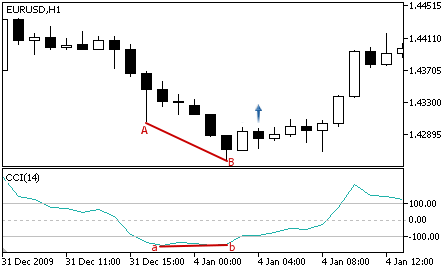 EURUSD,H1
1.44515
1.44110
1.43705
1.43300
1.42895
A
B
CCI(14)
100.00
0.00
-100.00
a
b
31 Dec 2009
31 Dec 11:00
31 Dec 15:00
4 Jan 00:00
4 Jan 04:00
4 Jan 08:00
4 Jan 12:00